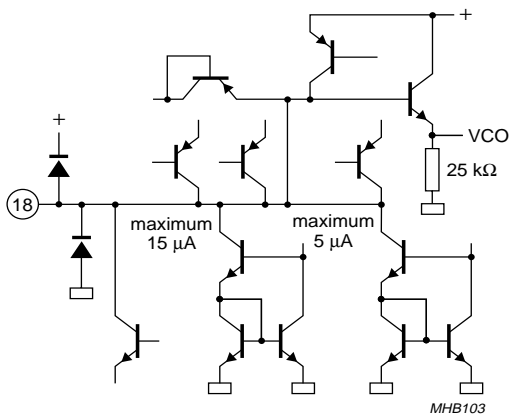 +
+
VCO
25 kΩ
18
maximum
15 μA
maximum
5 μA
MHB103